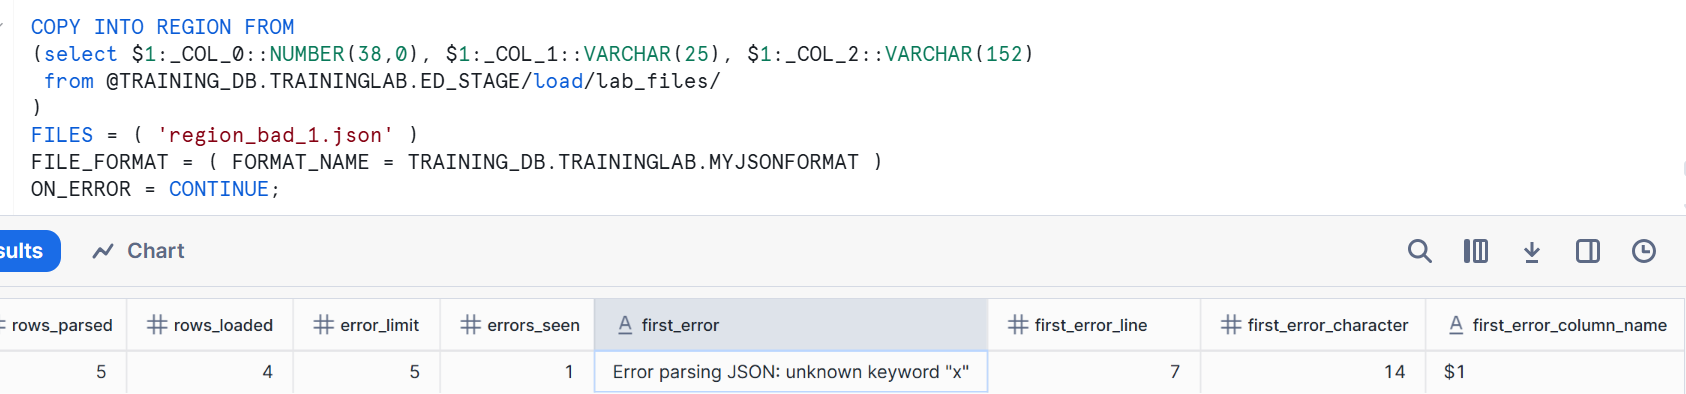 COPY INTO REGION FROM
(select $1:_COL_0::NUMBER(38,0), $1:_COL_1::VARCHAR(25), $1:_COL_2::VARCHAR(152)
from @TRAINING_DB.TRAININGLAB.ED_STAGE/load/lab_files/
)
FILES = ( 'region_bad_1.json' )
FILE_FORMAT = ( FORMAT_NAME = TRAINING_DB.TRAININGLAB.MYJSONFORMAT )
ON_ERROR = CONTINUE;
sults Chart
rows_parsed rows_loaded error_limit errors_seen first_error first_error_line first_error_character first_error_column_name
5 4 5 1 Error parsing JSON: unknown keyword "x" 7 14 $1